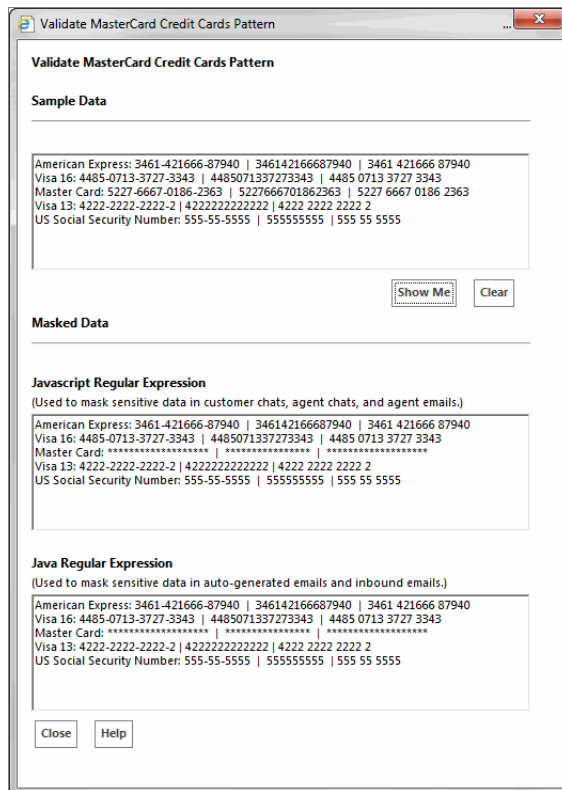 Validate MasterCard Credit Cards Pattern
...
x
Validate MasterCard Credit Cards Pattern
Sample Data
American Express: 3461-421666-87940 | 346142166687940 | 3461 421666 87940
Visa 16: 4485-0713-3727-3343 | 4485071337273343 | 4485 0713 3727 3343
Master Card: 5227-6667-0186-2363 | 5227666701862363 | 5227 6667 0186 2363
Visa 13: 4222-2222-2222-2 | 4222222222222 | 4222 2222 2222 2
US Social Security Number: 555-55-5555 | 555555555 | 555 55 5555
Show Me Clear
Masked Data
Javascript Regular Expression
(Used to mask sensitive data in customer chats, agent chats, and agent emails.)
American Express: 3461-421666-87940 | 346142166687940 | 3461 421666 87940
Visa 16: 4485-0713-3727-3343 | 4485071337273343 | 4485 0713 3727 3343
Master Card: ******************* | **************** | *******************
Visa 13: 4222-2222-2222-2 | 4222222222222 | 4222 2222 2222 2
US Social Security Number: 555-55-5555 | 555555555 | 555 55 5555
Java Regular Expression
(Used to mask sensitive data in auto-generated emails and inbound emails.)
American Express: 3461-421666-87940 | 346142166687940 | 3461 421666 87940
Visa 16: 4485-0713-3727-3343 | 4485071337273343 | 4485 0713 3727 3343
Master Card: ******************* | **************** | *******************
Visa 13: 4222-2222-2222-2 | 4222222222222 | 4222 2222 2222 2
US Social Security Number: 555-55-5555 | 555555555 | 555 55 5555
Close Help